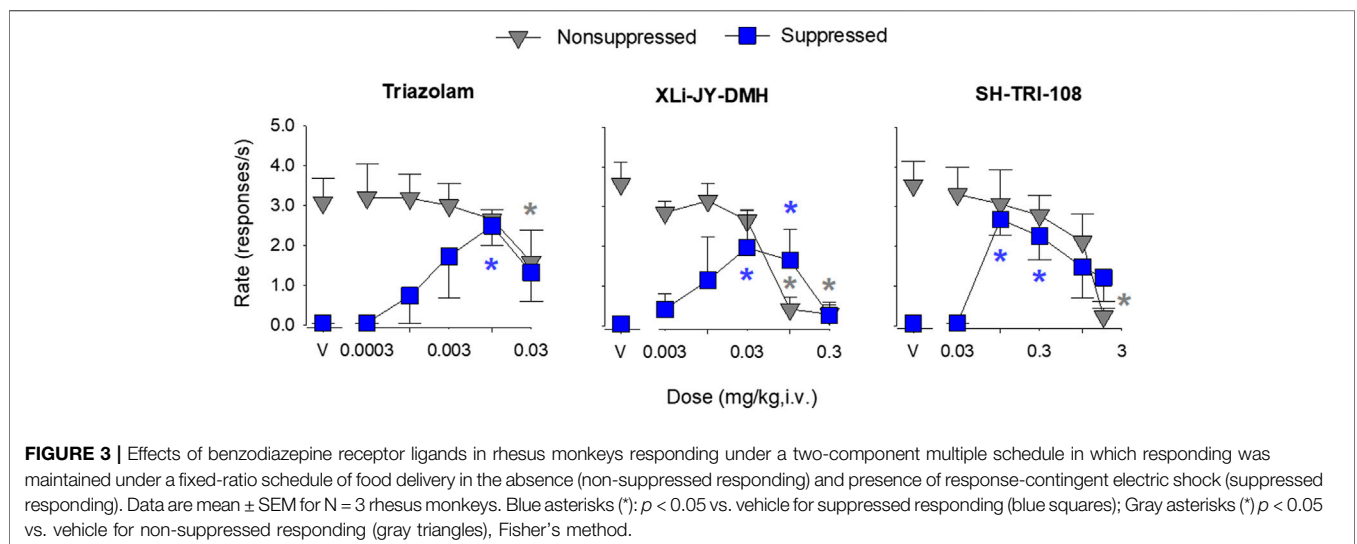 Nonsuppressed Suppressed
Triazolam XLi-JY-DMH SH-TRI-108
5.0
4.0
3.0
2.0
1.0
0.0
Rate (responses/s)
* * * * * * * * *
V 0.0003 0.003 0.03 V 0.003 0.03 0.3 V 0.03 0.3 3
Dose (mg/kg,i.v.)
FIGURE 3 | Effects of benzodiazepine receptor ligands in rhesus monkeys responding under a two-component multiple schedule in which responding was
maintained under a fixed-ratio schedule of food delivery in the absence (non-suppressed responding) and presence of response-contingent electric shock (suppressed
responding). Data are mean ± SEM for N = 3 rhesus monkeys. Blue asterisks (*): p < 0.05 vs. vehicle for suppressed responding (blue squares); Gray asterisks (*) p < 0.05
vs. vehicle for non-suppressed responding (gray triangles), Fisher's method.